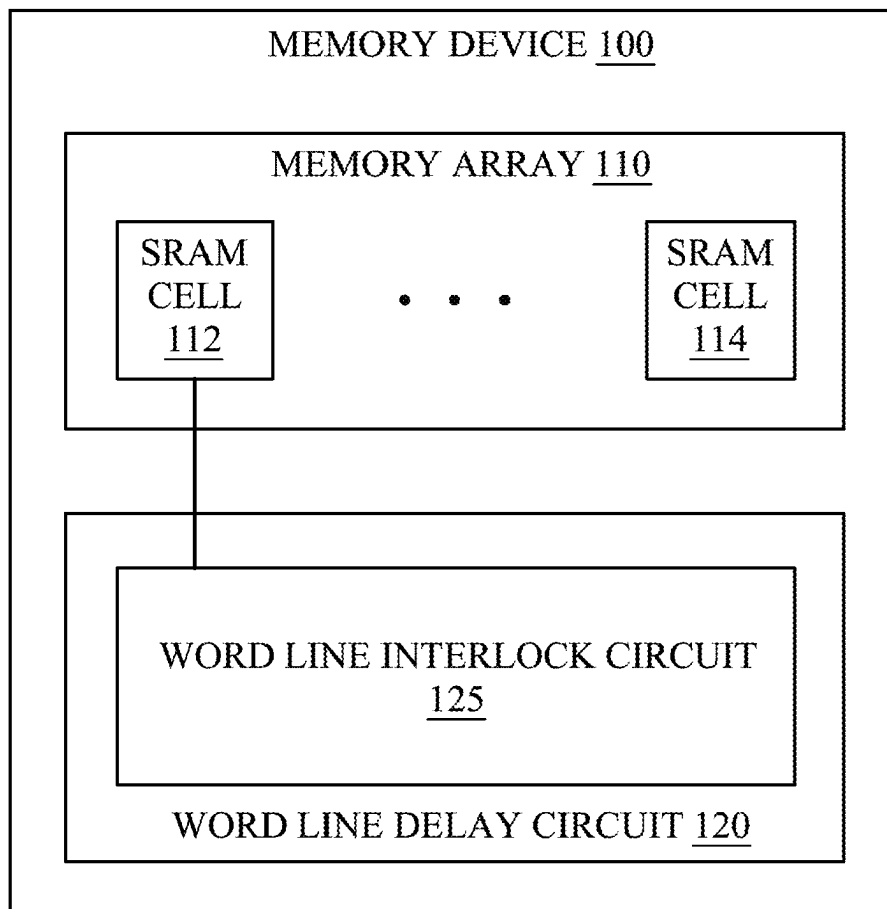 MEMORY DEVICE 100
MEMORY ARRAY 110
SRAM
CELL
112
SRAM
CELL
114
WORD LINE INTERLOCK CIRCUIT
125
WORD LINE DELAY CIRCUIT 120